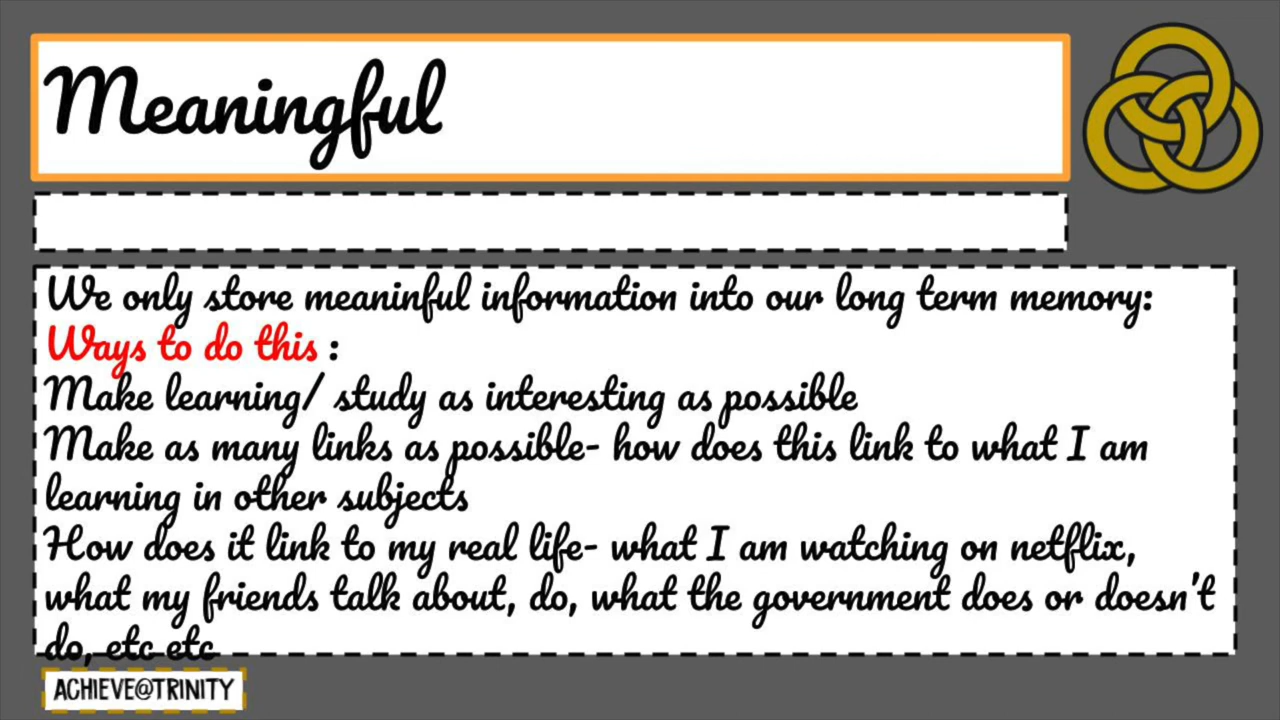 Meaningful
We only store meaninful information into our long term memory:
Ways to do this :
Make learning/ study as interesting as possible
Make as many links as possible- how does this link to what I am
learning in other subjects
How does it link to my real life- what I am watching on netflix,
what my friends talk about, do, what the government does or doesn't
do, etc etc
ACHIEVE@TRINITY